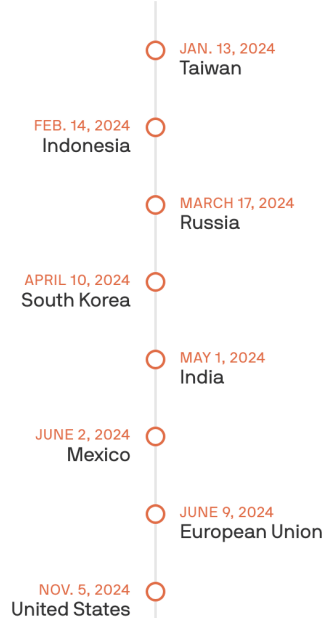 JAN. 13, 2024
Taiwan
FEB. 14, 2024
Indonesia
MARCH 17, 2024
Russia
APRIL 10, 2024
South Korea
MAY 1, 2024
India
JUNE 2, 2024
Mexico
JUNE 9, 2024
European Union
NOV. 5, 2024
United States